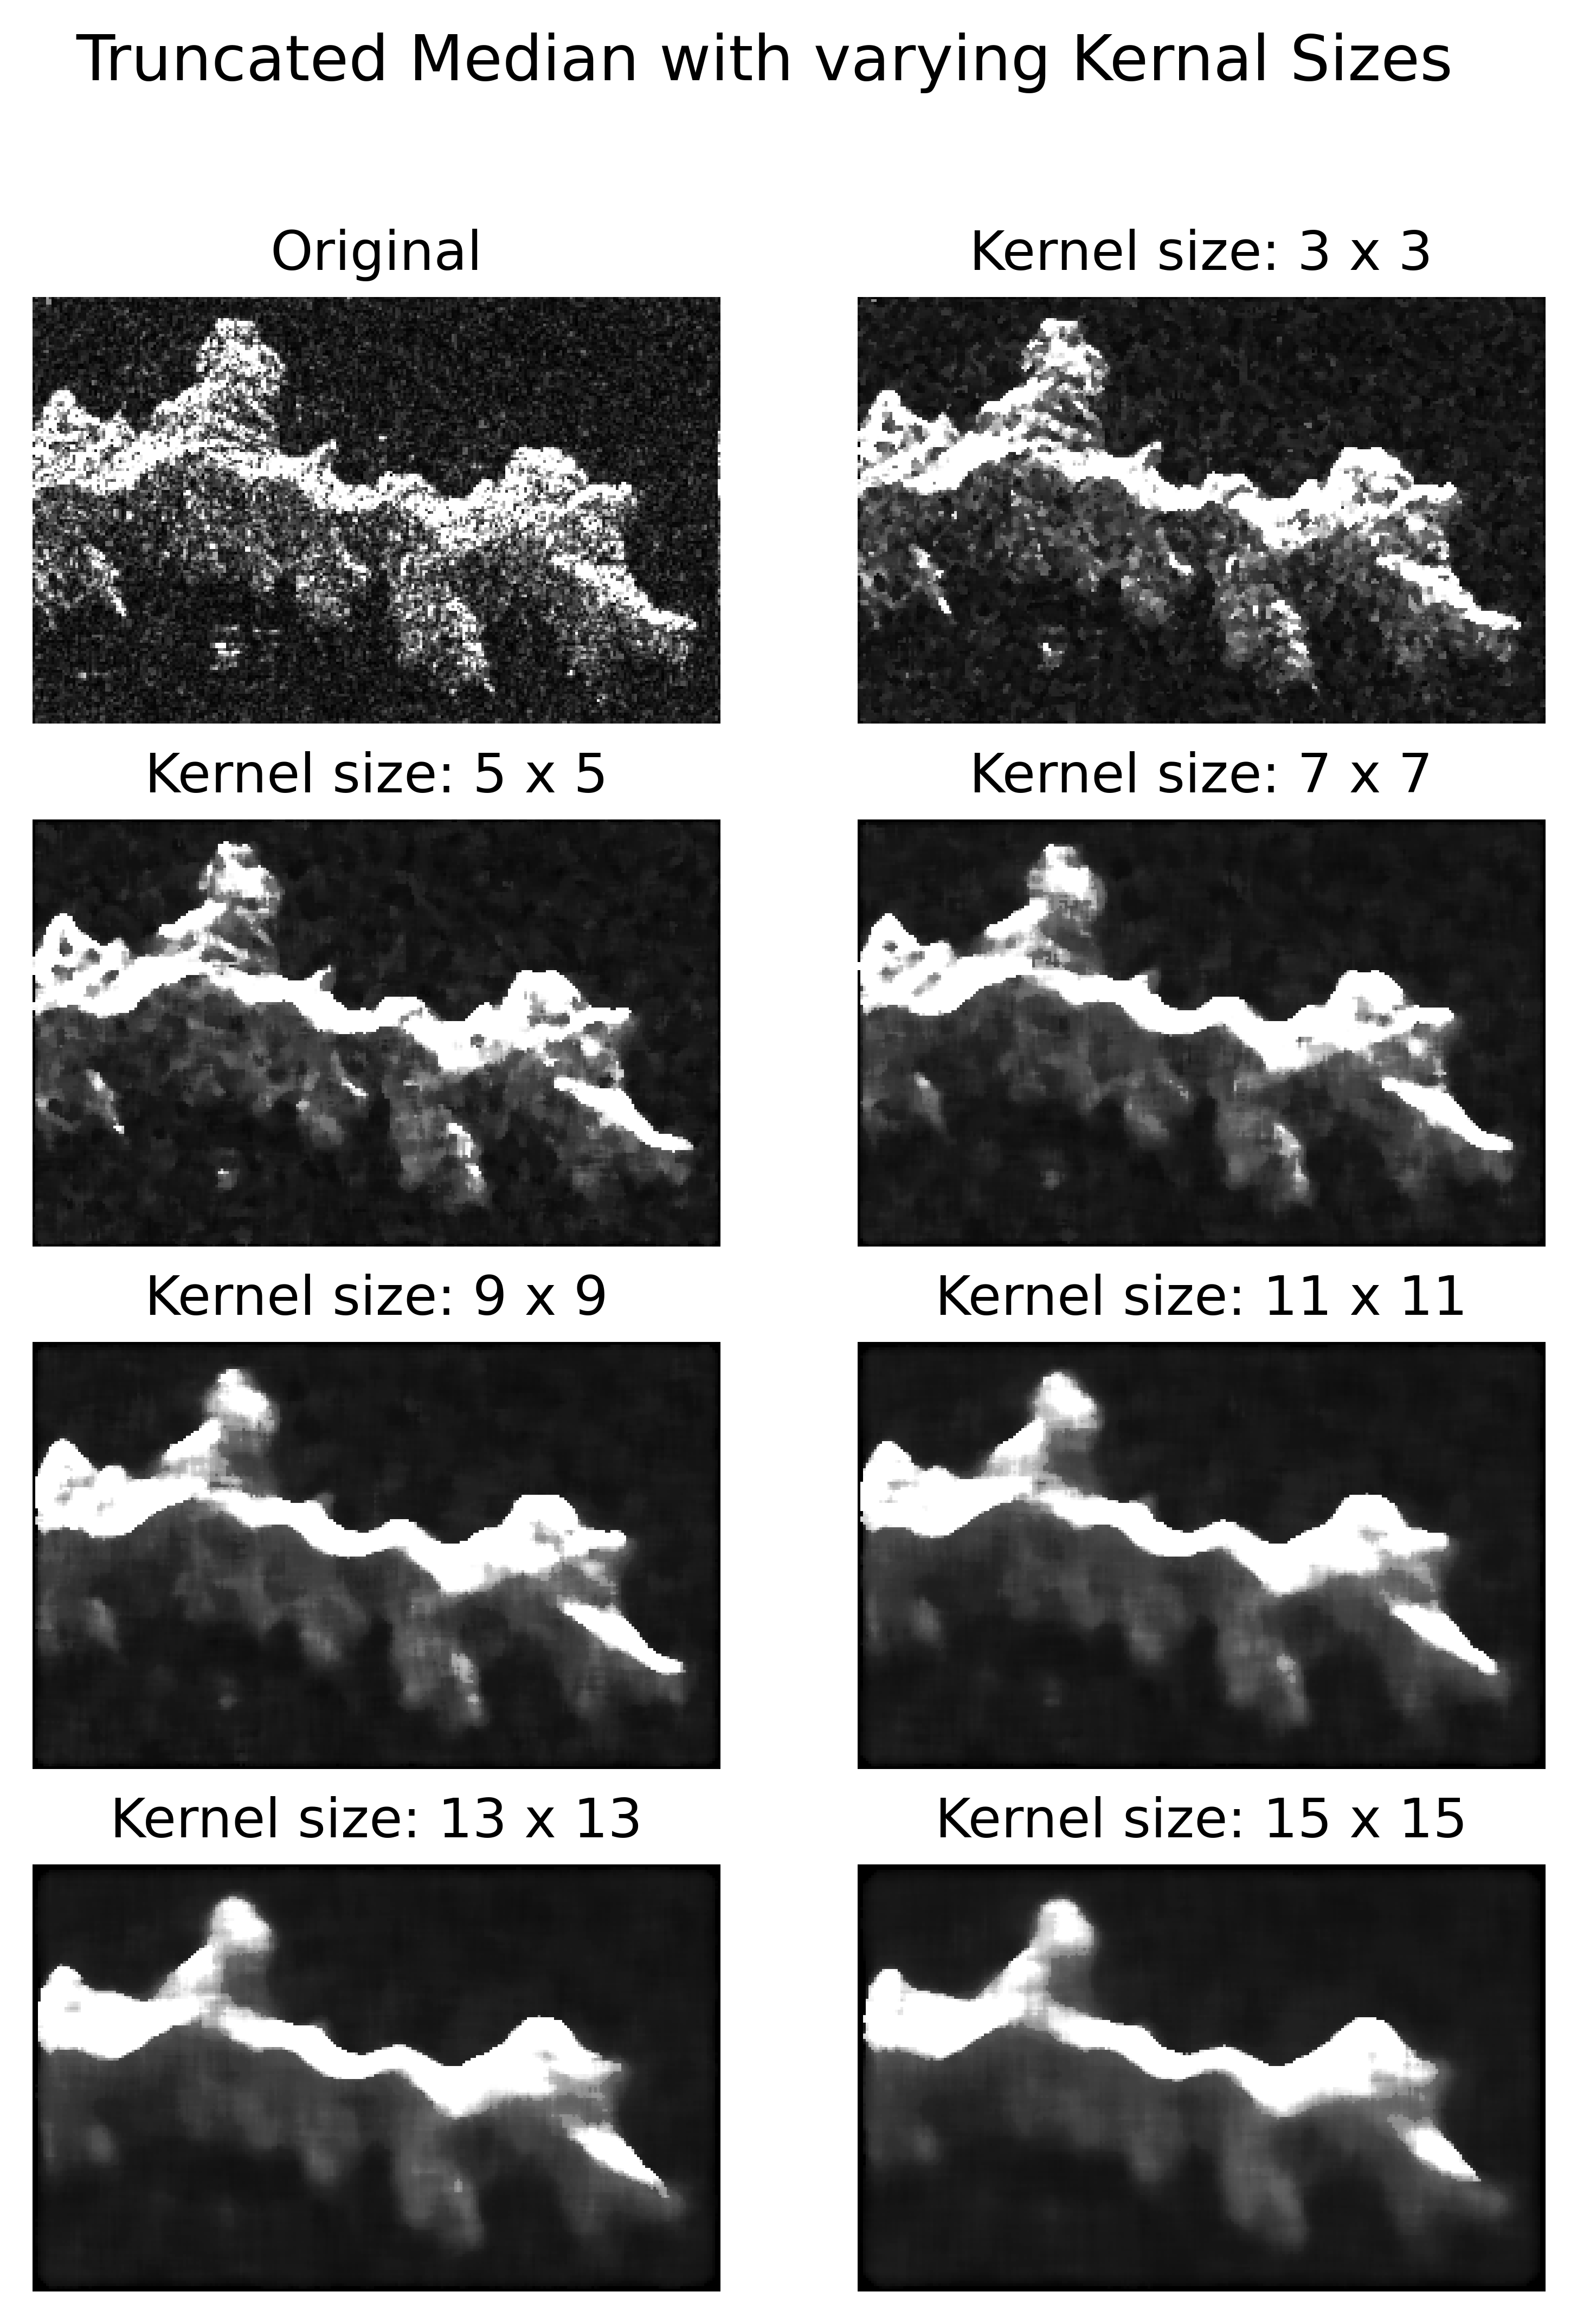 Truncated Median with varying Kernal Sizes
Original
Kernel size: 3 x 3
Kernel size: 5 x 5
Kernel size: 7 x 7
Kernel size: 9 x 9
Kernel size: 11 x 11
Kernel size: 13 x 13
Kernel size: 15 x 15